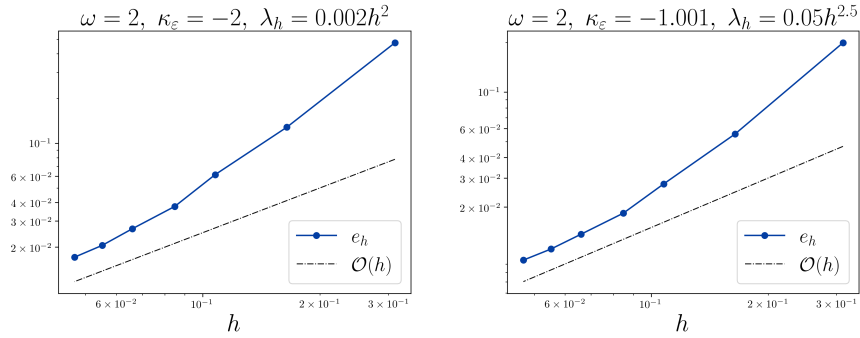 ω = 2, κ_ε = −2, λ_h = 0.002h²
10⁻¹
6 × 10⁻²
4 × 10⁻²
3 × 10⁻²
2 × 10⁻²
6 × 10⁻²
10⁻¹
2 × 10⁻¹
3 × 10⁻¹
h
e_h
𝒪(h)
ω = 2, κ_ε = −1.001, λ_h = 0.05h^{2.5}
10⁻¹
6 × 10⁻²
4 × 10⁻²
3 × 10⁻²
2 × 10⁻²
6 × 10⁻²
10⁻¹
2 × 10⁻¹
3 × 10⁻¹
h
e_h
𝒪(h)